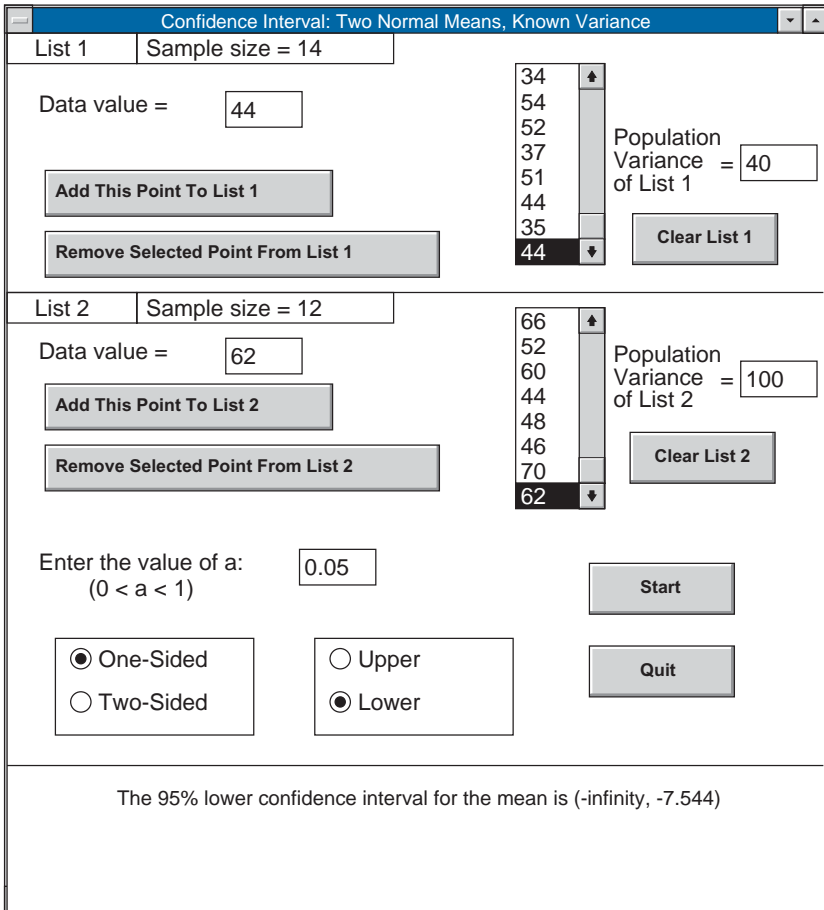 Confidence Interval: Two Normal Means, Known Variance
List 1 Sample size = 14
Data value = 44
Add This Point To List 1
Remove Selected Point From List 1
34
54
52
37
51
44
35
44
Population
Variance = 40
of List 1
Clear List 1
List 2 Sample size = 12
Data value = 62
Add This Point To List 2
Remove Selected Point From List 2
66
52
60
44
48
46
70
62
Population
Variance = 100
of List 2
Clear List 2
Enter the value of a: 0.05
(0 < a < 1)
Start
One-Sided
Two-Sided
Upper
Lower
Quit
The 95% lower confidence interval for the mean is (-infinity, -7.544)